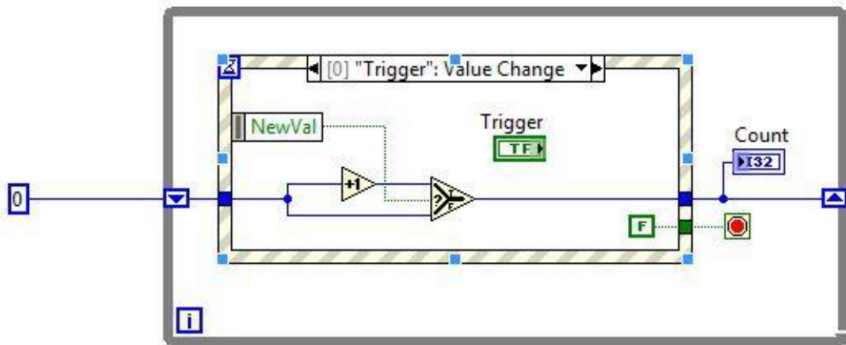 [0] "Trigger": Value Change
NewVal
Trigger
TF
Count
I32
0
+1
?
T
F
F
i